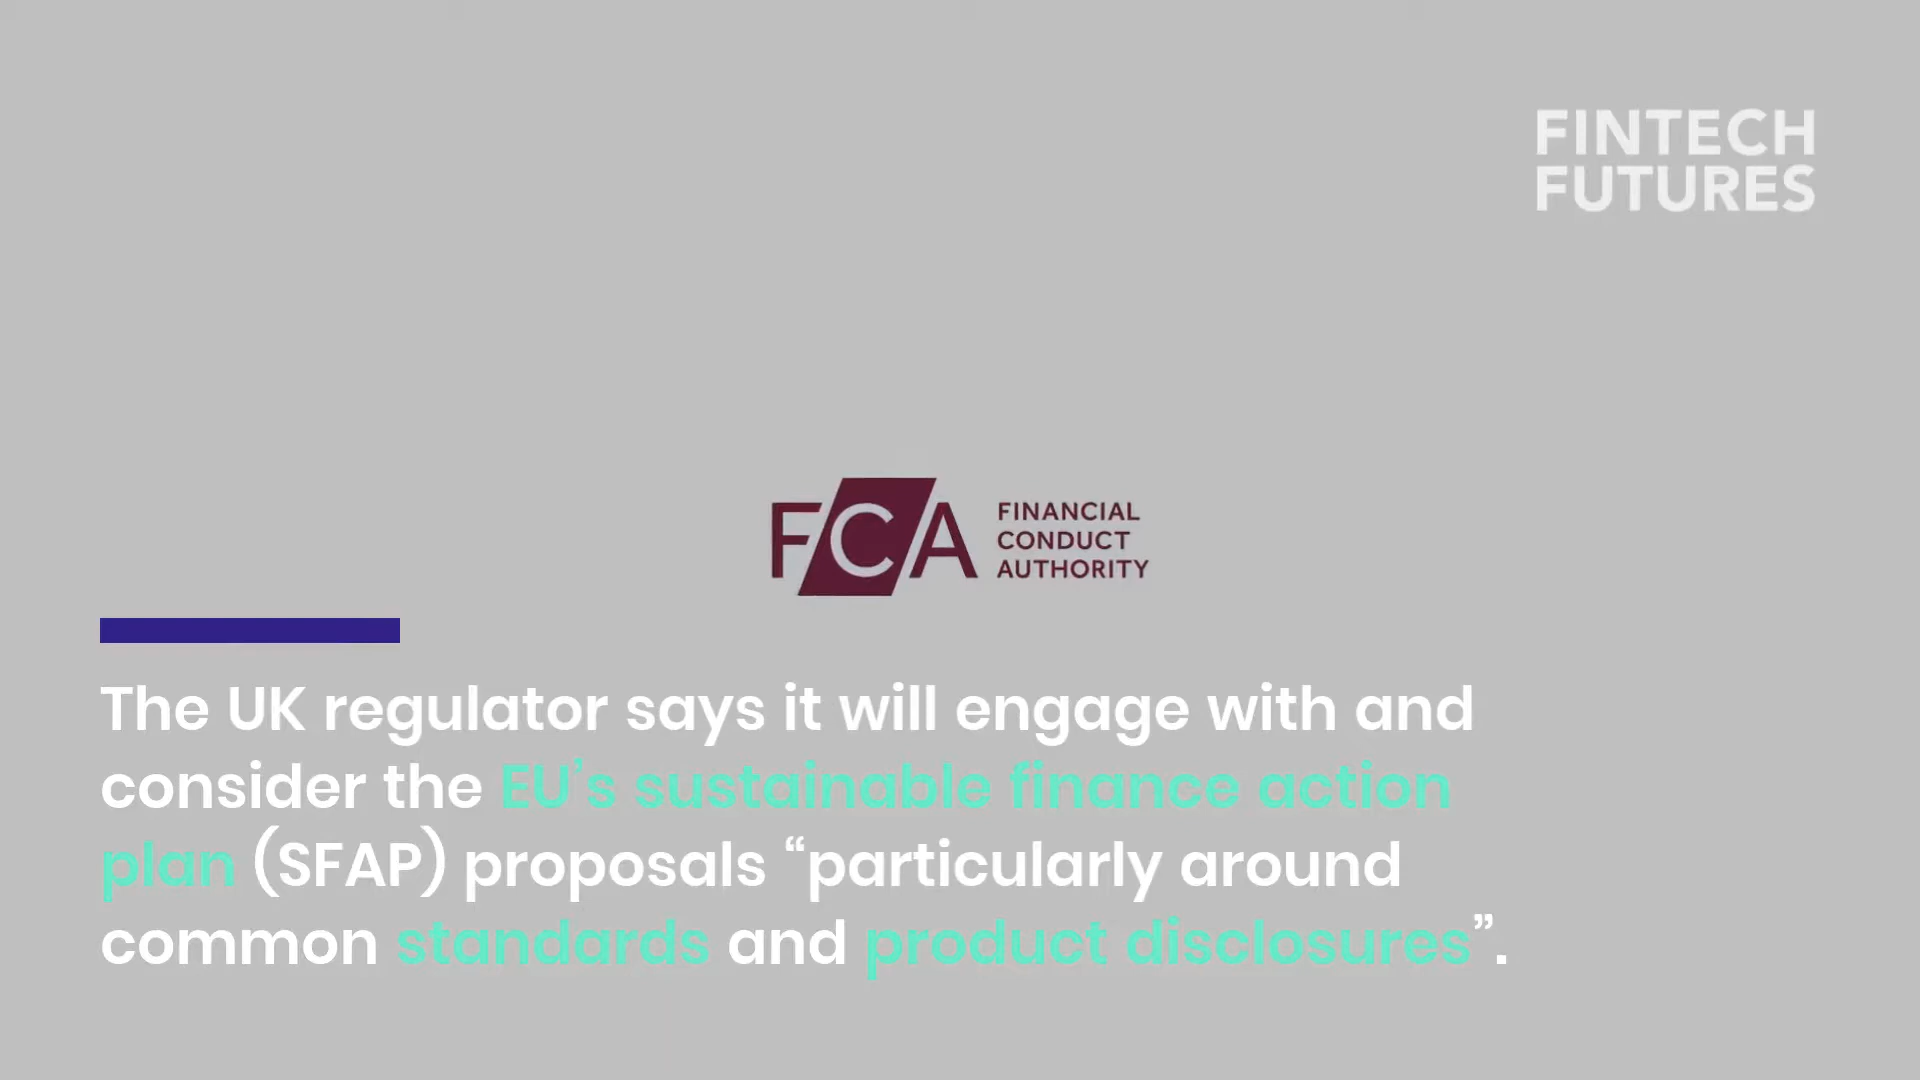 FINTECH
FUTURES
FCA
FINANCIAL
CONDUCT
AUTHORITY
The UK regulator says it will engage with and
consider the EU’s sustainable finance action
plan (SFAP) proposals “particularly around
common standards and product disclosures”.